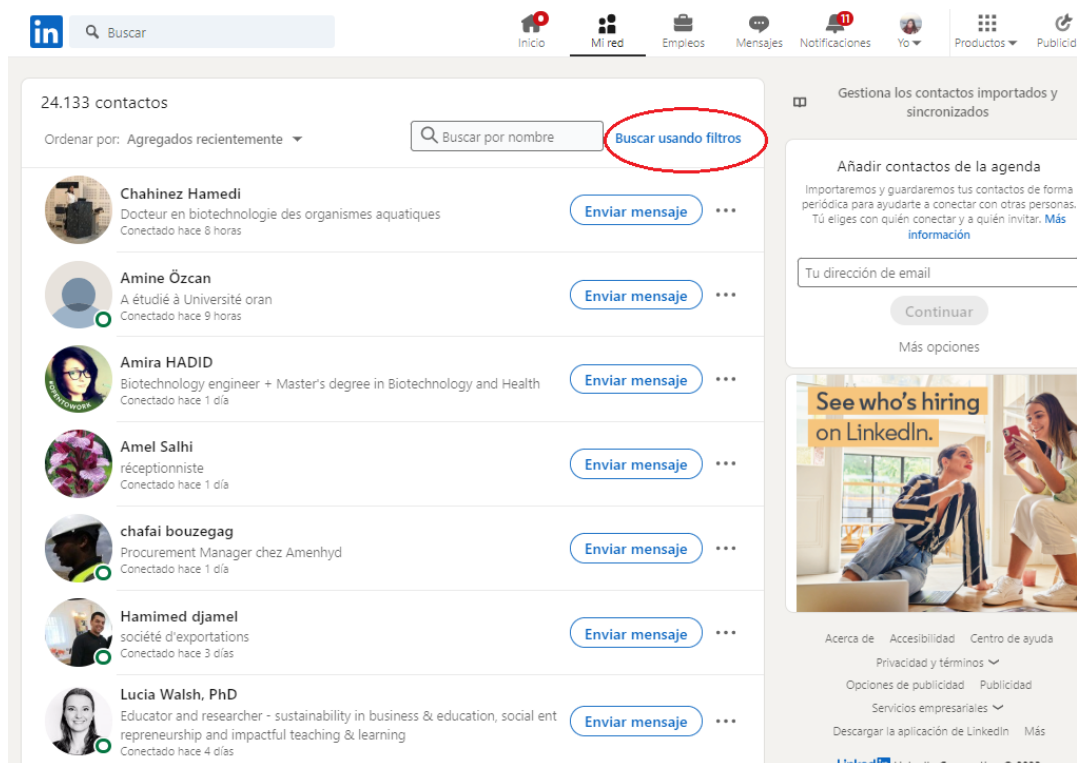 in
Buscar
Inicio
Mi red
Empleos
Mensajes
11
Notificaciones
Yo
Productos
24.133 contactos
Ordenar por: Agregados recientemente
Buscar por nombre
Buscar usando filtros
Chahinez Hamedi
Docteur en biotechnologie des organismes aquatiques
Conectado hace 8 horas
Enviar mensaje
Amine Özcan
A étudié à Université oran
Conectado hace 9 horas
Enviar mensaje
Amira HADID
Biotechnology engineer + Master's degree in Biotechnology and Health
Conectado hace 1 día
Enviar mensaje
#OPENTOWORK
Amel Salhi
réceptionniste
Conectado hace 1 día
Enviar mensaje
chafai bouzegag
Procurement Manager chez Amenhyd
Conectado hace 1 día
Enviar mensaje
Hamimed djamel
société d'exportations
Conectado hace 3 días
Enviar mensaje
Lucia Walsh, PhD
Educator and researcher - sustainability in business & education, social ent
repreneurship and impactful teaching & learning
Conectado hace 4 días
Enviar mensaje
Gestiona los contactos importados y
sincronizados
Añadir contactos de la agenda
Importaremos y guardaremos tus contactos de forma
periódica para ayudarte a conectar con otras personas.
Tú eliges con quién conectar y a quién invitar. Más
información
Tu dirección de email
Continuar
Más opciones
See who's hiring
on LinkedIn.
Acerca de Accesibilidad Centro de ayuda
Privacidad y términos
Opciones de publicidad Publicidad
Servicios empresariales
Descargar la aplicación de LinkedIn Más